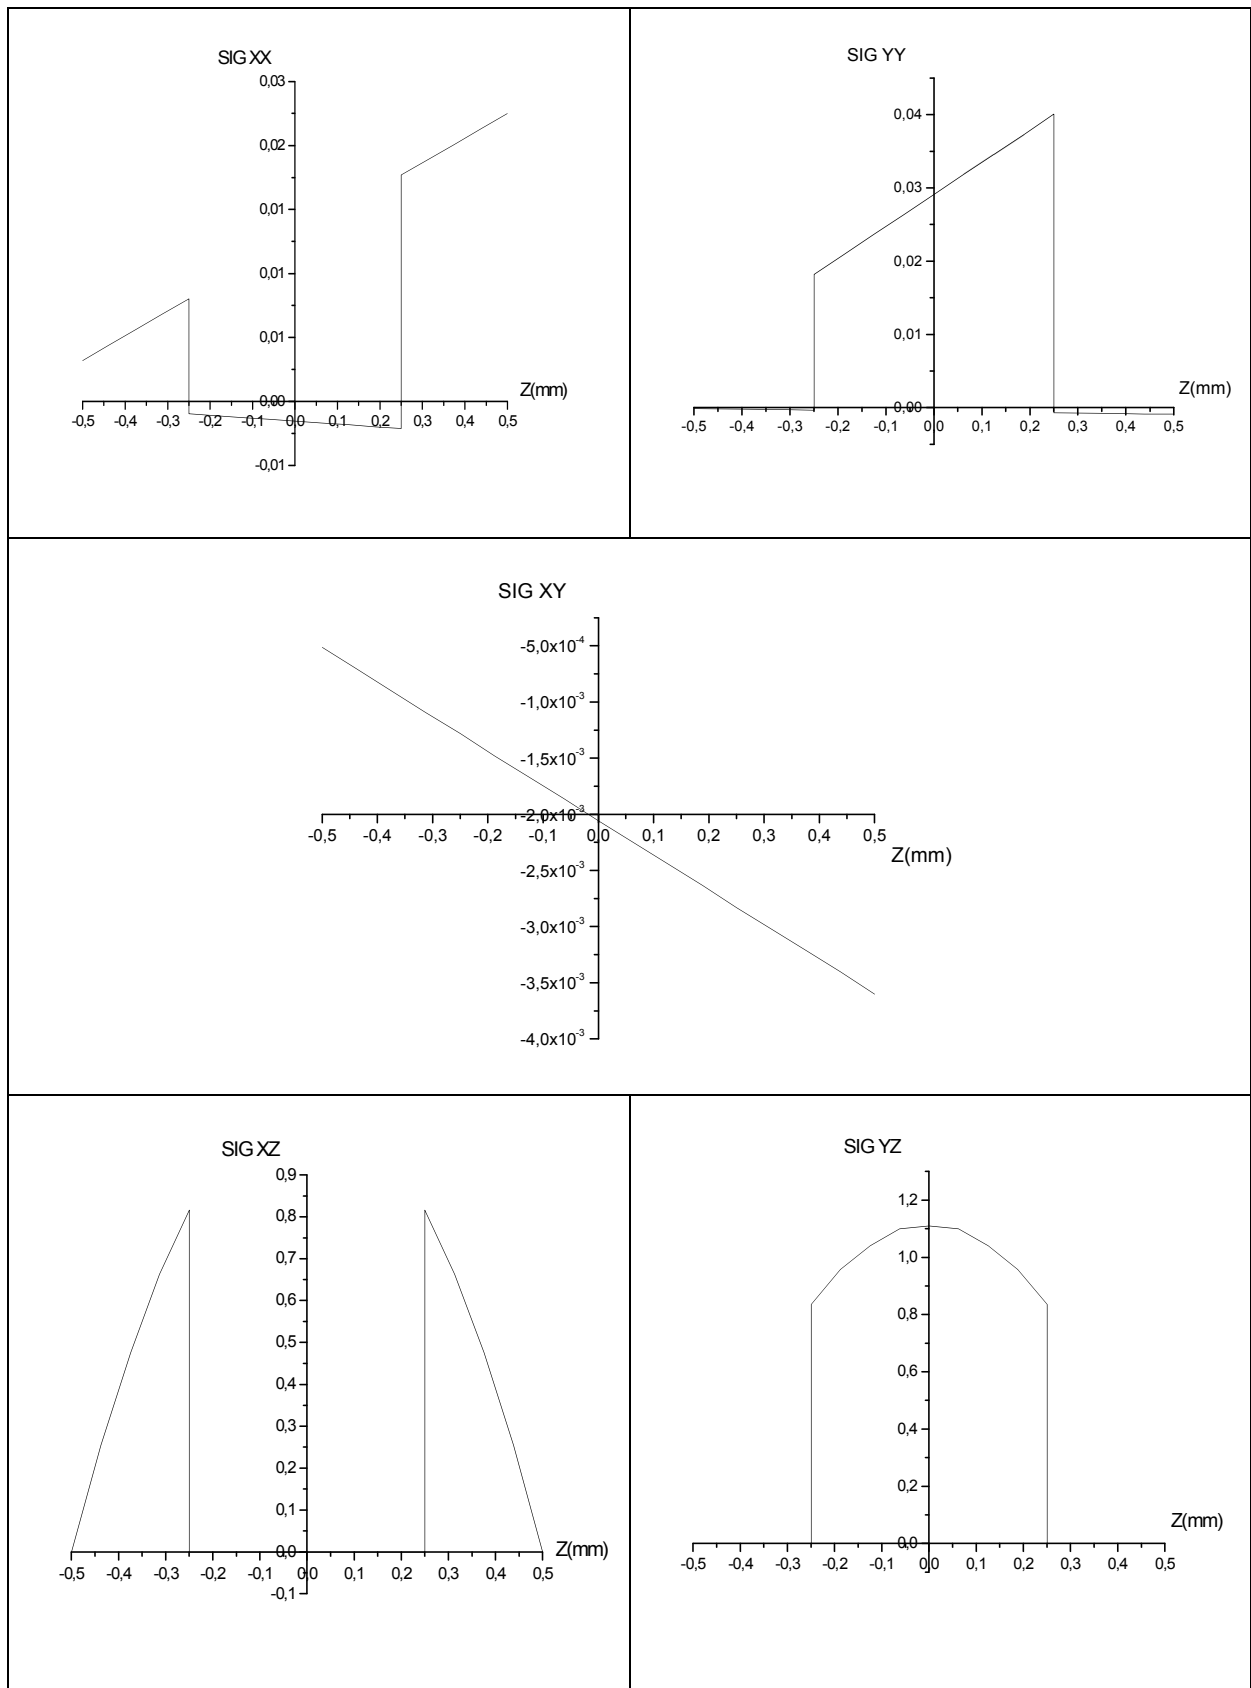 SIG XX
0,03
0,02
0,01
0,01
0,01
0,00
Z(mm)
-0,5 -0,4 -0,3 -0,2 -0,1 0,0 0,1 0,2 0,3 0,4 0,5
-0,01
SIG YY
0,04
0,03
0,02
0,01
0,00
Z(mm)
-0,5 -0,4 -0,3 -0,2 -0,1 0,0 0,1 0,2 0,3 0,4 0,5
SIG XY
-5,0x10⁻⁴
-1,0x10⁻³
-1,5x10⁻³
-2,0x10⁻³
-0,5 -0,4 -0,3 -0,2 -0,1 0,0 0,1 0,2 0,3 0,4 0,5
Z(mm)
-2,5x10⁻³
-3,0x10⁻³
-3,5x10⁻³
-4,0x10⁻³
SIG XZ
0,9
0,8
0,7
0,6
0,5
0,4
0,3
0,2
0,1
0,0
Z(mm)
-0,5 -0,4 -0,3 -0,2 -0,1 0,0 0,1 0,2 0,3 0,4 0,5
-0,1
SIG YZ
1,2
1,0
0,8
0,6
0,4
0,2
0,0
Z(mm)
-0,5 -0,4 -0,3 -0,2 -0,1 0,0 0,1 0,2 0,3 0,4 0,5